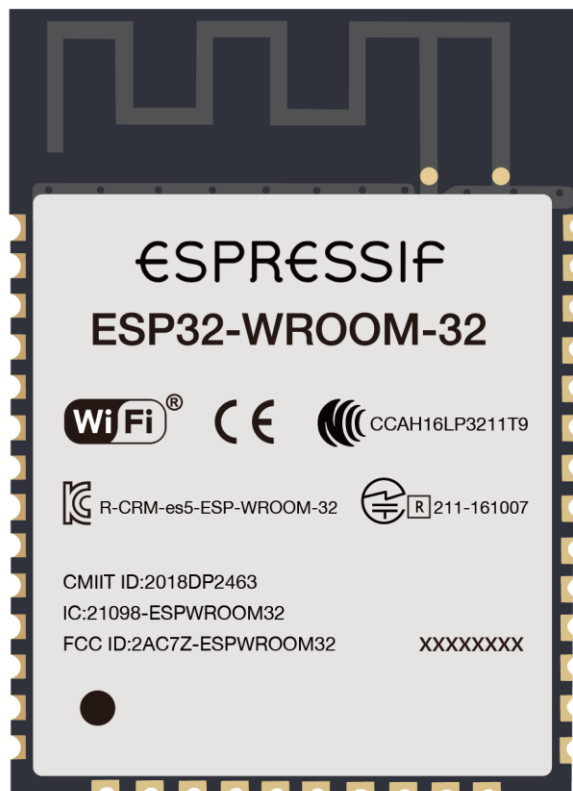 ESPRESSIF
ESP32-WROOM-32
WiFi® CE CCAH16LP3211T9
R-CRM-es5-ESP-WROOM-32 R 211-161007
CMIIT ID:2018DP2463
IC:21098-ESPWROOM32
FCC ID:2AC7Z-ESPWROOM32 XXXXXXXX